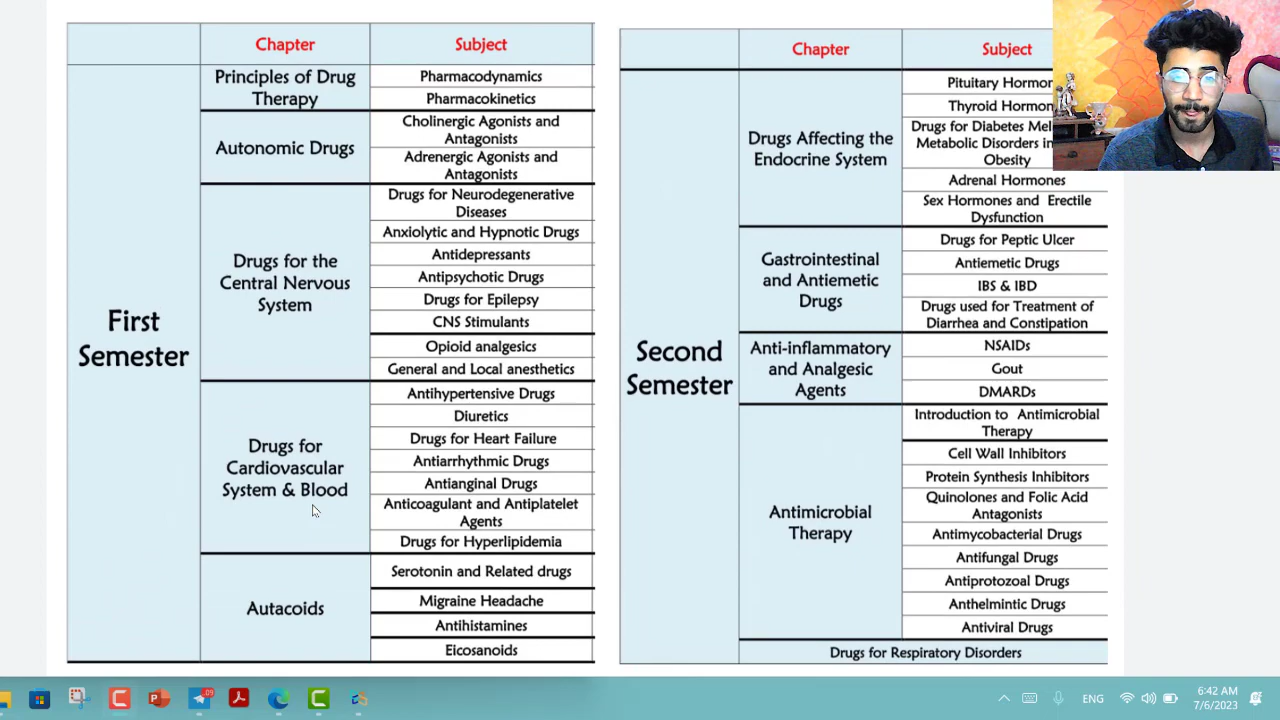 Chapter
Subject
First
Semester
Principles of Drug
Therapy
Pharmacodynamics
Pharmacokinetics
Autonomic Drugs
Cholinergic Agonists and
Antagonists
Adrenergic Agonists and
Antagonists
Drugs for the
Central Nervous
System
Drugs for Neurodegenerative
Diseases
Anxiolytic and Hypnotic Drugs
Antidepressants
Antipsychotic Drugs
Drugs for Epilepsy
CNS Stimulants
Opioid analgesics
General and Local anesthetics
Drugs for
Cardiovascular
System & Blood
Antihypertensive Drugs
Diuretics
Drugs for Heart Failure
Antiarrhythmic Drugs
Antianginal Drugs
Anticoagulant and Antiplatelet
Agents
Drugs for Hyperlipidemia
Autacoids
Serotonin and Related drugs
Migraine Headache
Antihistamines
Eicosanoids
Chapter
Subject
Second
Semester
Drugs Affecting the
Endocrine System
Pituitary Hormon
Thyroid Hormon
Drugs for Diabetes Mel
Metabolic Disorders in
Obesity
Adrenal Hormones
Sex Hormones and Erectile
Dysfunction
Gastrointestinal
and Antiemetic
Drugs
Drugs for Peptic Ulcer
Antiemetic Drugs
IBS & IBD
Drugs used for Treatment of
Diarrhea and Constipation
Anti-inflammatory
and Analgesic
Agents
NSAIDs
Gout
DMARDs
Antimicrobial
Therapy
Introduction to Antimicrobial
Therapy
Cell Wall Inhibitors
Protein Synthesis Inhibitors
Quinolones and Folic Acid
Antagonists
Antimycobacterial Drugs
Antifungal Drugs
Antiprotozoal Drugs
Anthelmintic Drugs
Antiviral Drugs
Drugs for Respiratory Disorders
09
ENG
6:42 AM
7/6/2023